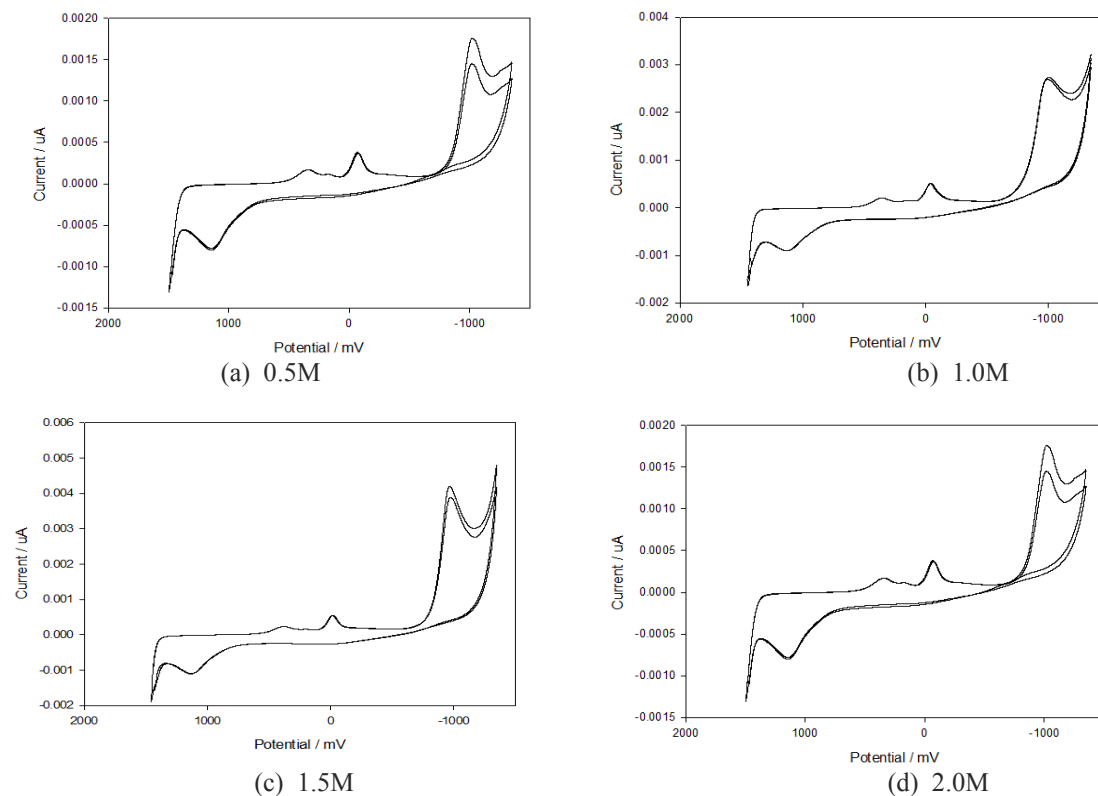 0.0020
0.0015
0.0010
0.0005
0.0000
-0.0005
-0.0010
-0.0015
Current / uA
2000 1000 0 -1000
Potential / mV
(a) 0.5M
0.004
0.003
0.002
0.001
0.000
-0.001
-0.002
Current / uA
2000 1000 0 -1000
Potential / mV
(b) 1.0M
0.006
0.005
0.004
0.003
0.002
0.001
0.000
-0.001
-0.002
Current / uA
2000 1000 0 -1000
Potential / mV
(c) 1.5M
0.0020
0.0015
0.0010
0.0005
0.0000
-0.0005
-0.0010
-0.0015
Current / uA
2000 1000 0 -1000
Potential / mV
(d) 2.0M